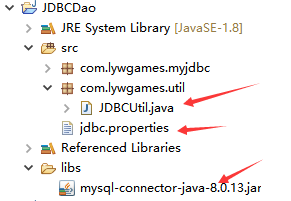 JDBCDao
JRE System Library [JavaSE-1.8]
src
com.lywgames.myjdbc
com.lywgames.util
JDBCUtil.java
jdbc.properties
Referenced Libraries
libs
mysql-connector-java-8.0.13.jar